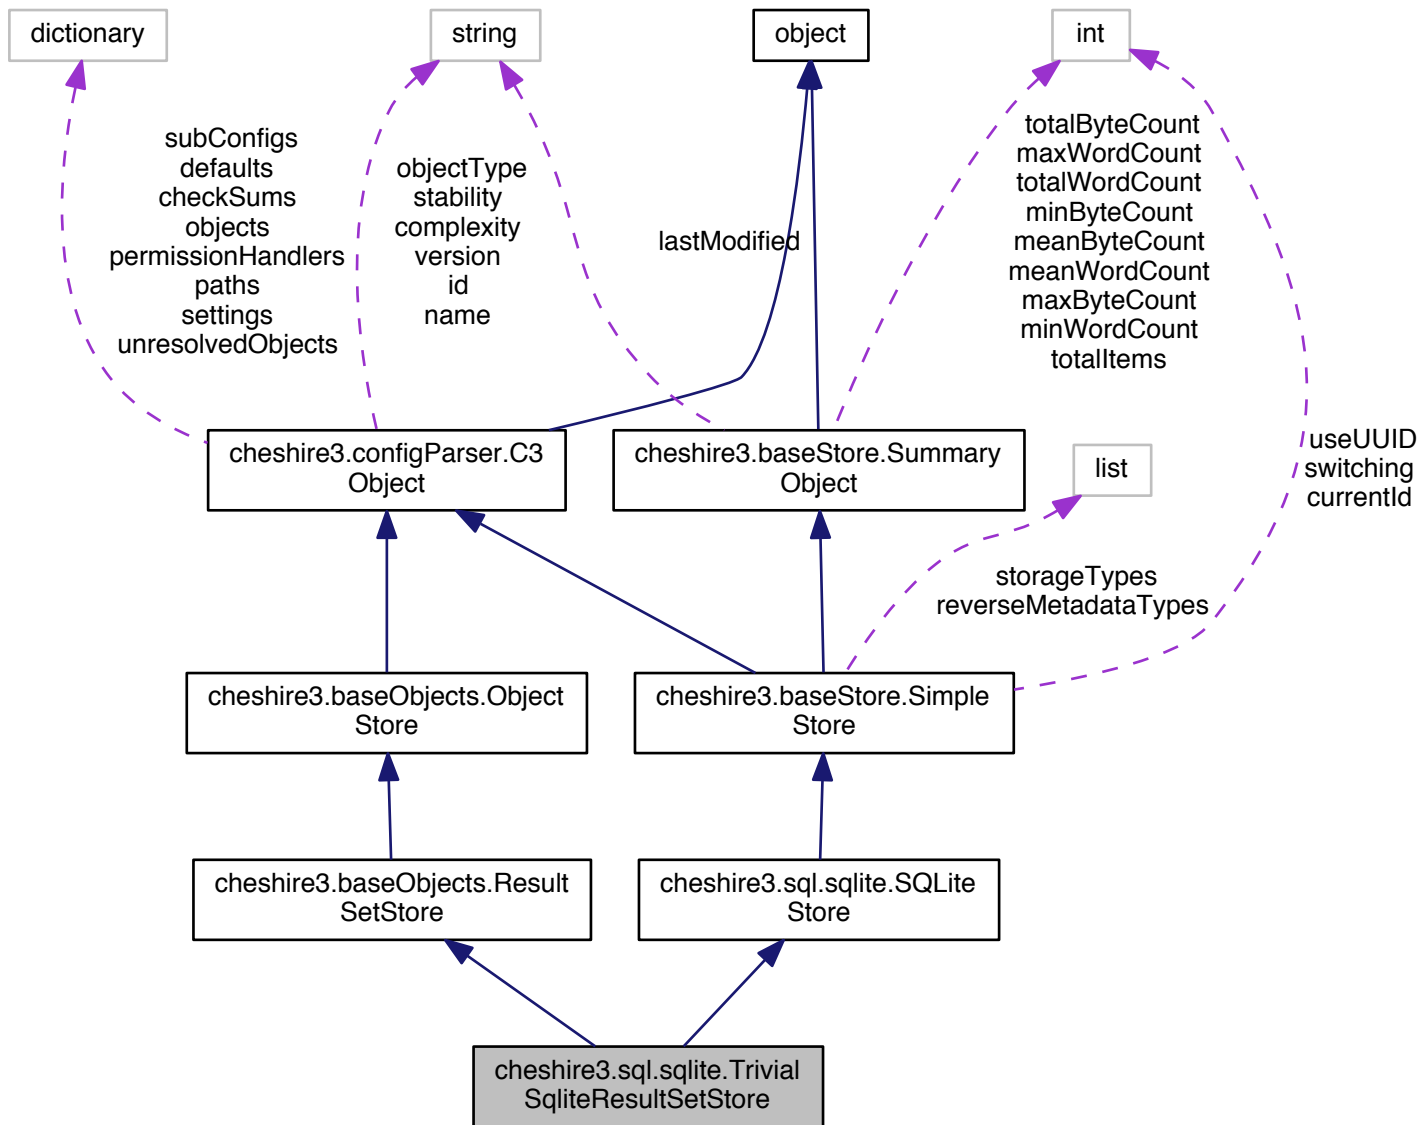 dictionary
string
object
int
subConfigs
defaults
checkSums
objects
permissionHandlers
paths
settings
unresolvedObjects
objectType
stability
complexity
version
id
name
lastModified
totalByteCount
maxWordCount
totalWordCount
minByteCount
meanByteCount
meanWordCount
maxByteCount
minWordCount
totalItems
cheshire3.configParser.C3
Object
cheshire3.baseStore.Summary
Object
list
useUUID
switching
currentId
storageTypes
reverseMetadataTypes
cheshire3.baseObjects.Object
Store
cheshire3.baseStore.Simple
Store
cheshire3.baseObjects.Result
SetStore
cheshire3.sql.sqlite.SQLite
Store
cheshire3.sql.sqlite.Trivial
SqliteResultSetStore